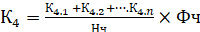 К₄ = (К₄.₁ + К₄.₂ + ⋯. К₄.ₙ) / Нч × Фч